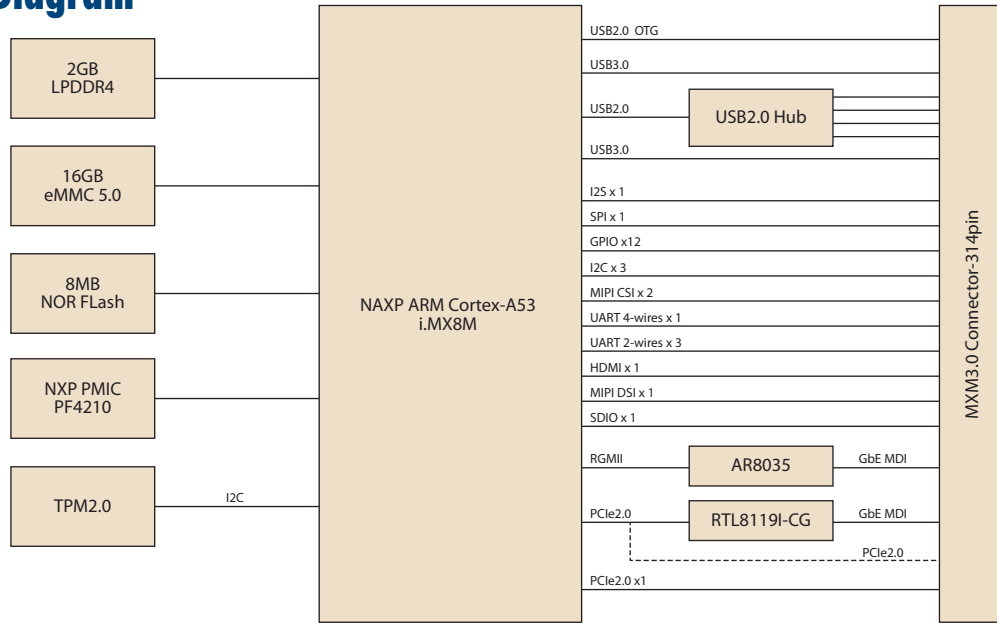 Diagram
2GB
LPDDR4
16GB
eMMC 5.0
8MB
NOR FLash
NXP PMIC
PF4210
TPM2.0
I2C
NAXP ARM Cortex-A53
i.MX8M
USB2.0 OTG
USB3.0
USB2.0
USB2.0 Hub
USB3.0
I2S x 1
SPI x 1
GPIO x12
I2C x 3
MIPI CSI x 2
UART 4-wires x 1
UART 2-wires x 3
HDMI x 1
MIPI DSI x 1
SDIO x 1
RGMII
AR8035
GbE MDI
PCIe2.0
RTL8119I-CG
GbE MDI
PCIe2.0
PCIe2.0 x1
MXM3.0 Connector-314pin